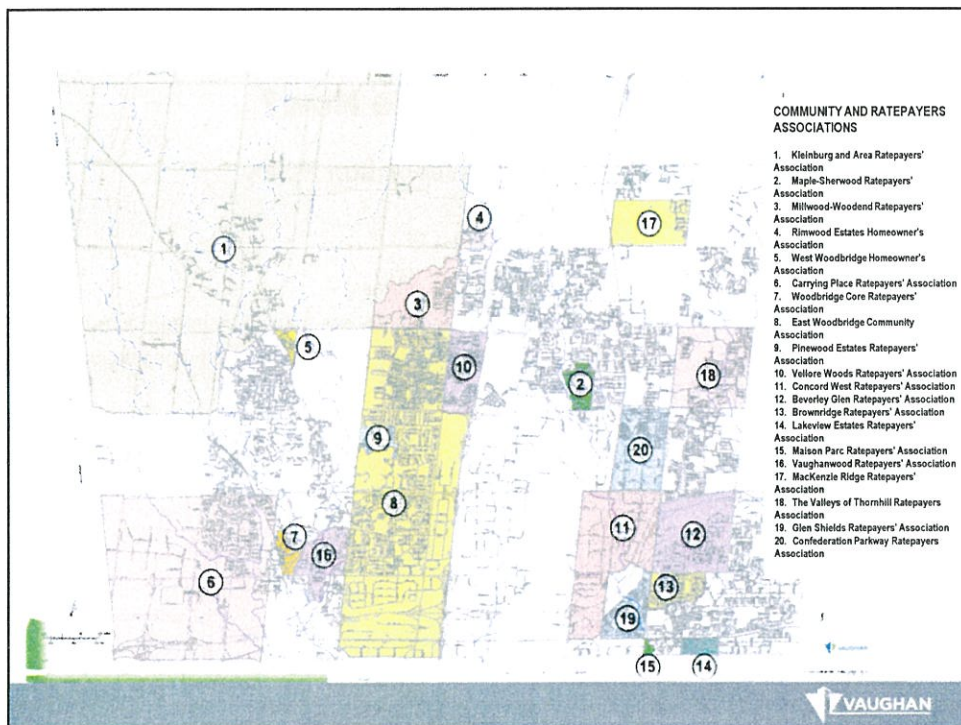 COMMUNITY AND RATEPAYERS
ASSOCIATIONS
1. Kleinburg and Area Ratepayers'
Association
2. Maple-Sherwood Ratepayers'
Association
3. Millwood-Woodend Ratepayers'
Association
4. Rimwood Estates Homeowner's
Association
5. West Woodbridge Homeowner's
Association
6. Carrying Place Ratepayers' Association
7. Woodbridge Core Ratepayers'
Association
8. East Woodbridge Community
Association
9. Pinewood Estates Ratepayers'
Association
10. Vellore Woods Ratepayers' Association
11. Concord West Ratepayers' Association
12. Beverley Glen Ratepayers' Association
13. Brownridge Ratepayers' Association
14. Lakeview Estates Ratepayers'
Association
15. Maison Parc Ratepayers' Association
16. Vaughanwood Ratepayers' Association
17. MacKenzie Ridge Ratepayers'
Association
18. The Valleys of Thornhill Ratepayers
Association
19. Glen Shields Ratepayers' Association
20. Confederation Parkway Ratepayers
Association
4
17
1
3
5
10
2
18
9
20
8
11
12
7
16
6
13
19
15
14
VAUGHAN
VAUGHAN